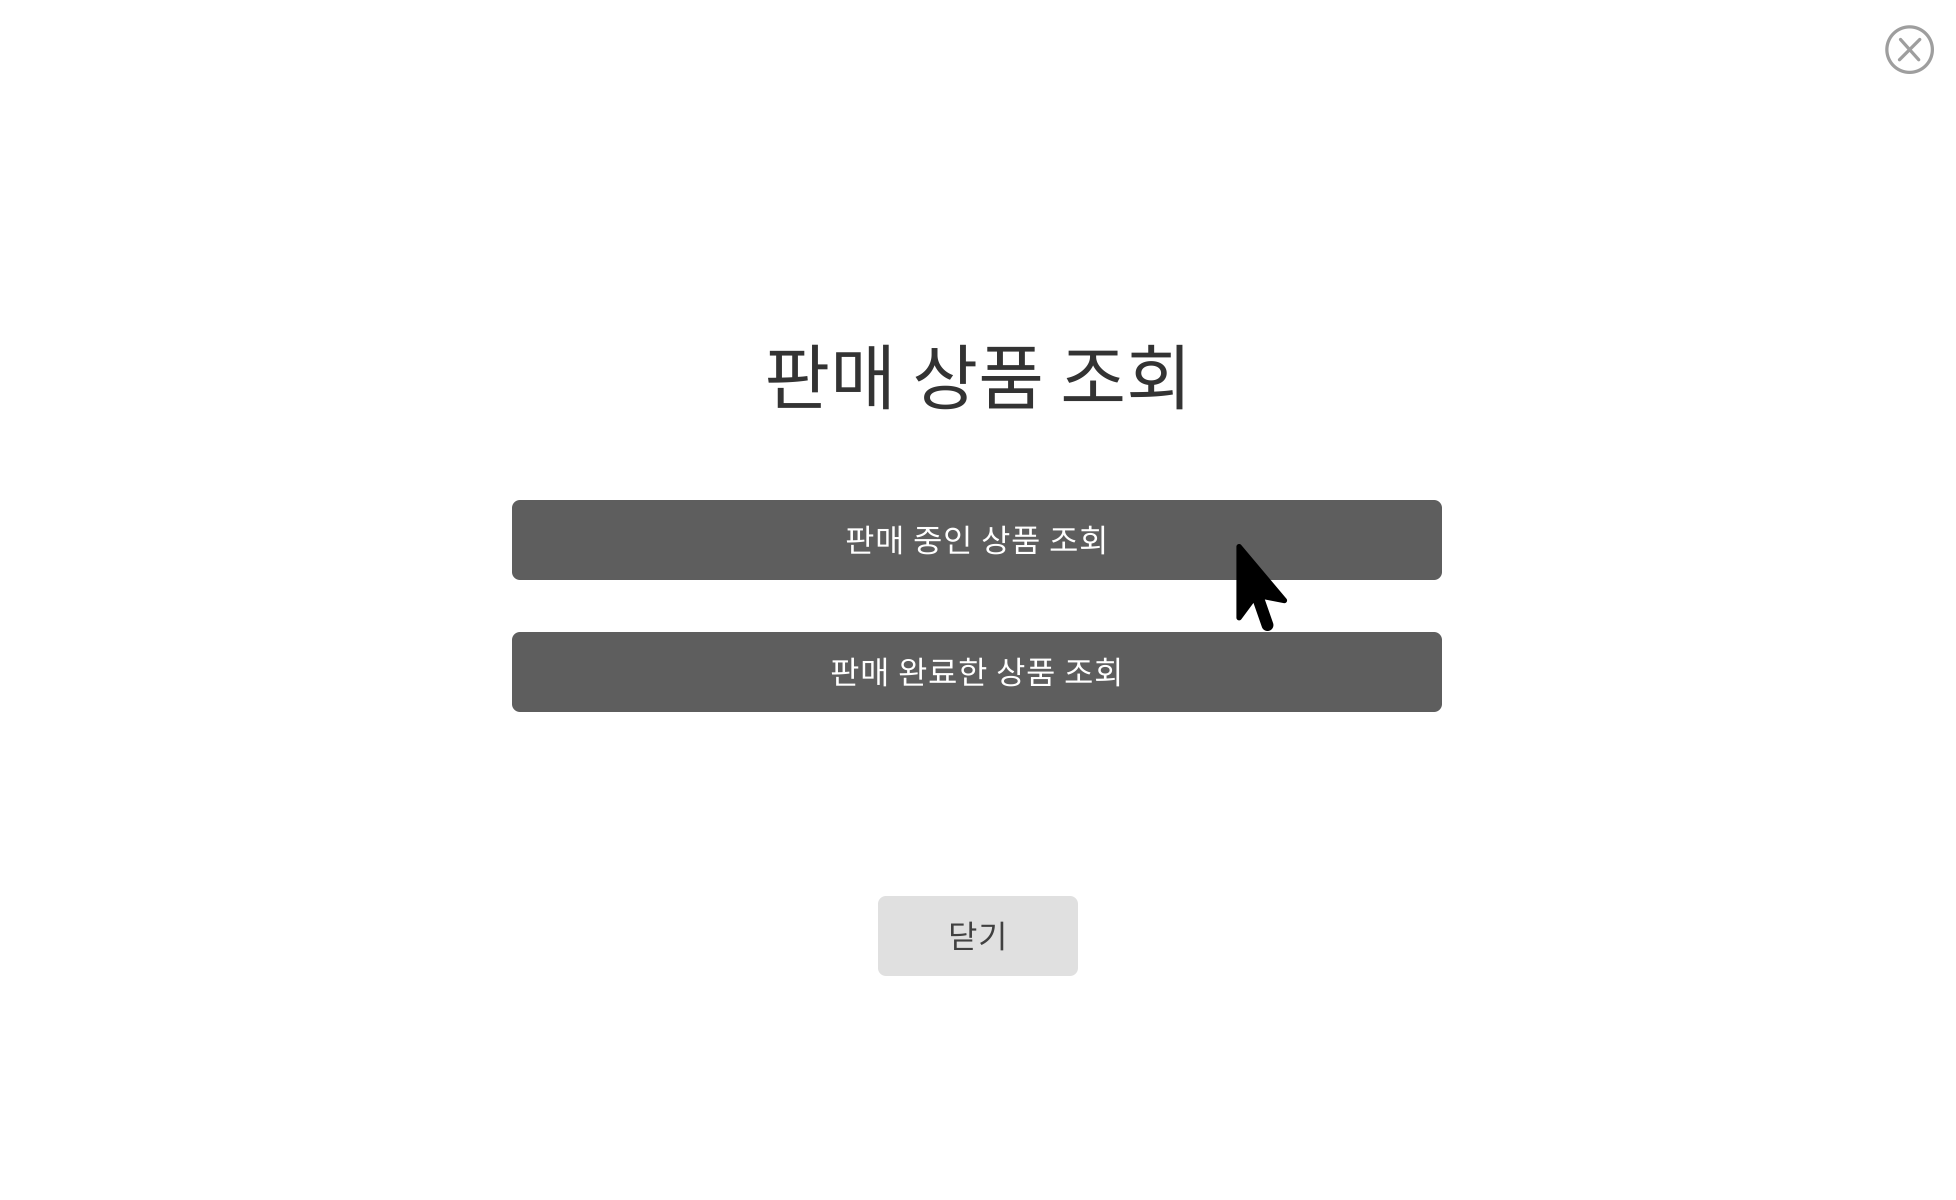 판매 상품 조회
판매 중인 상품 조회
판매 완료한 상품 조회
닫기